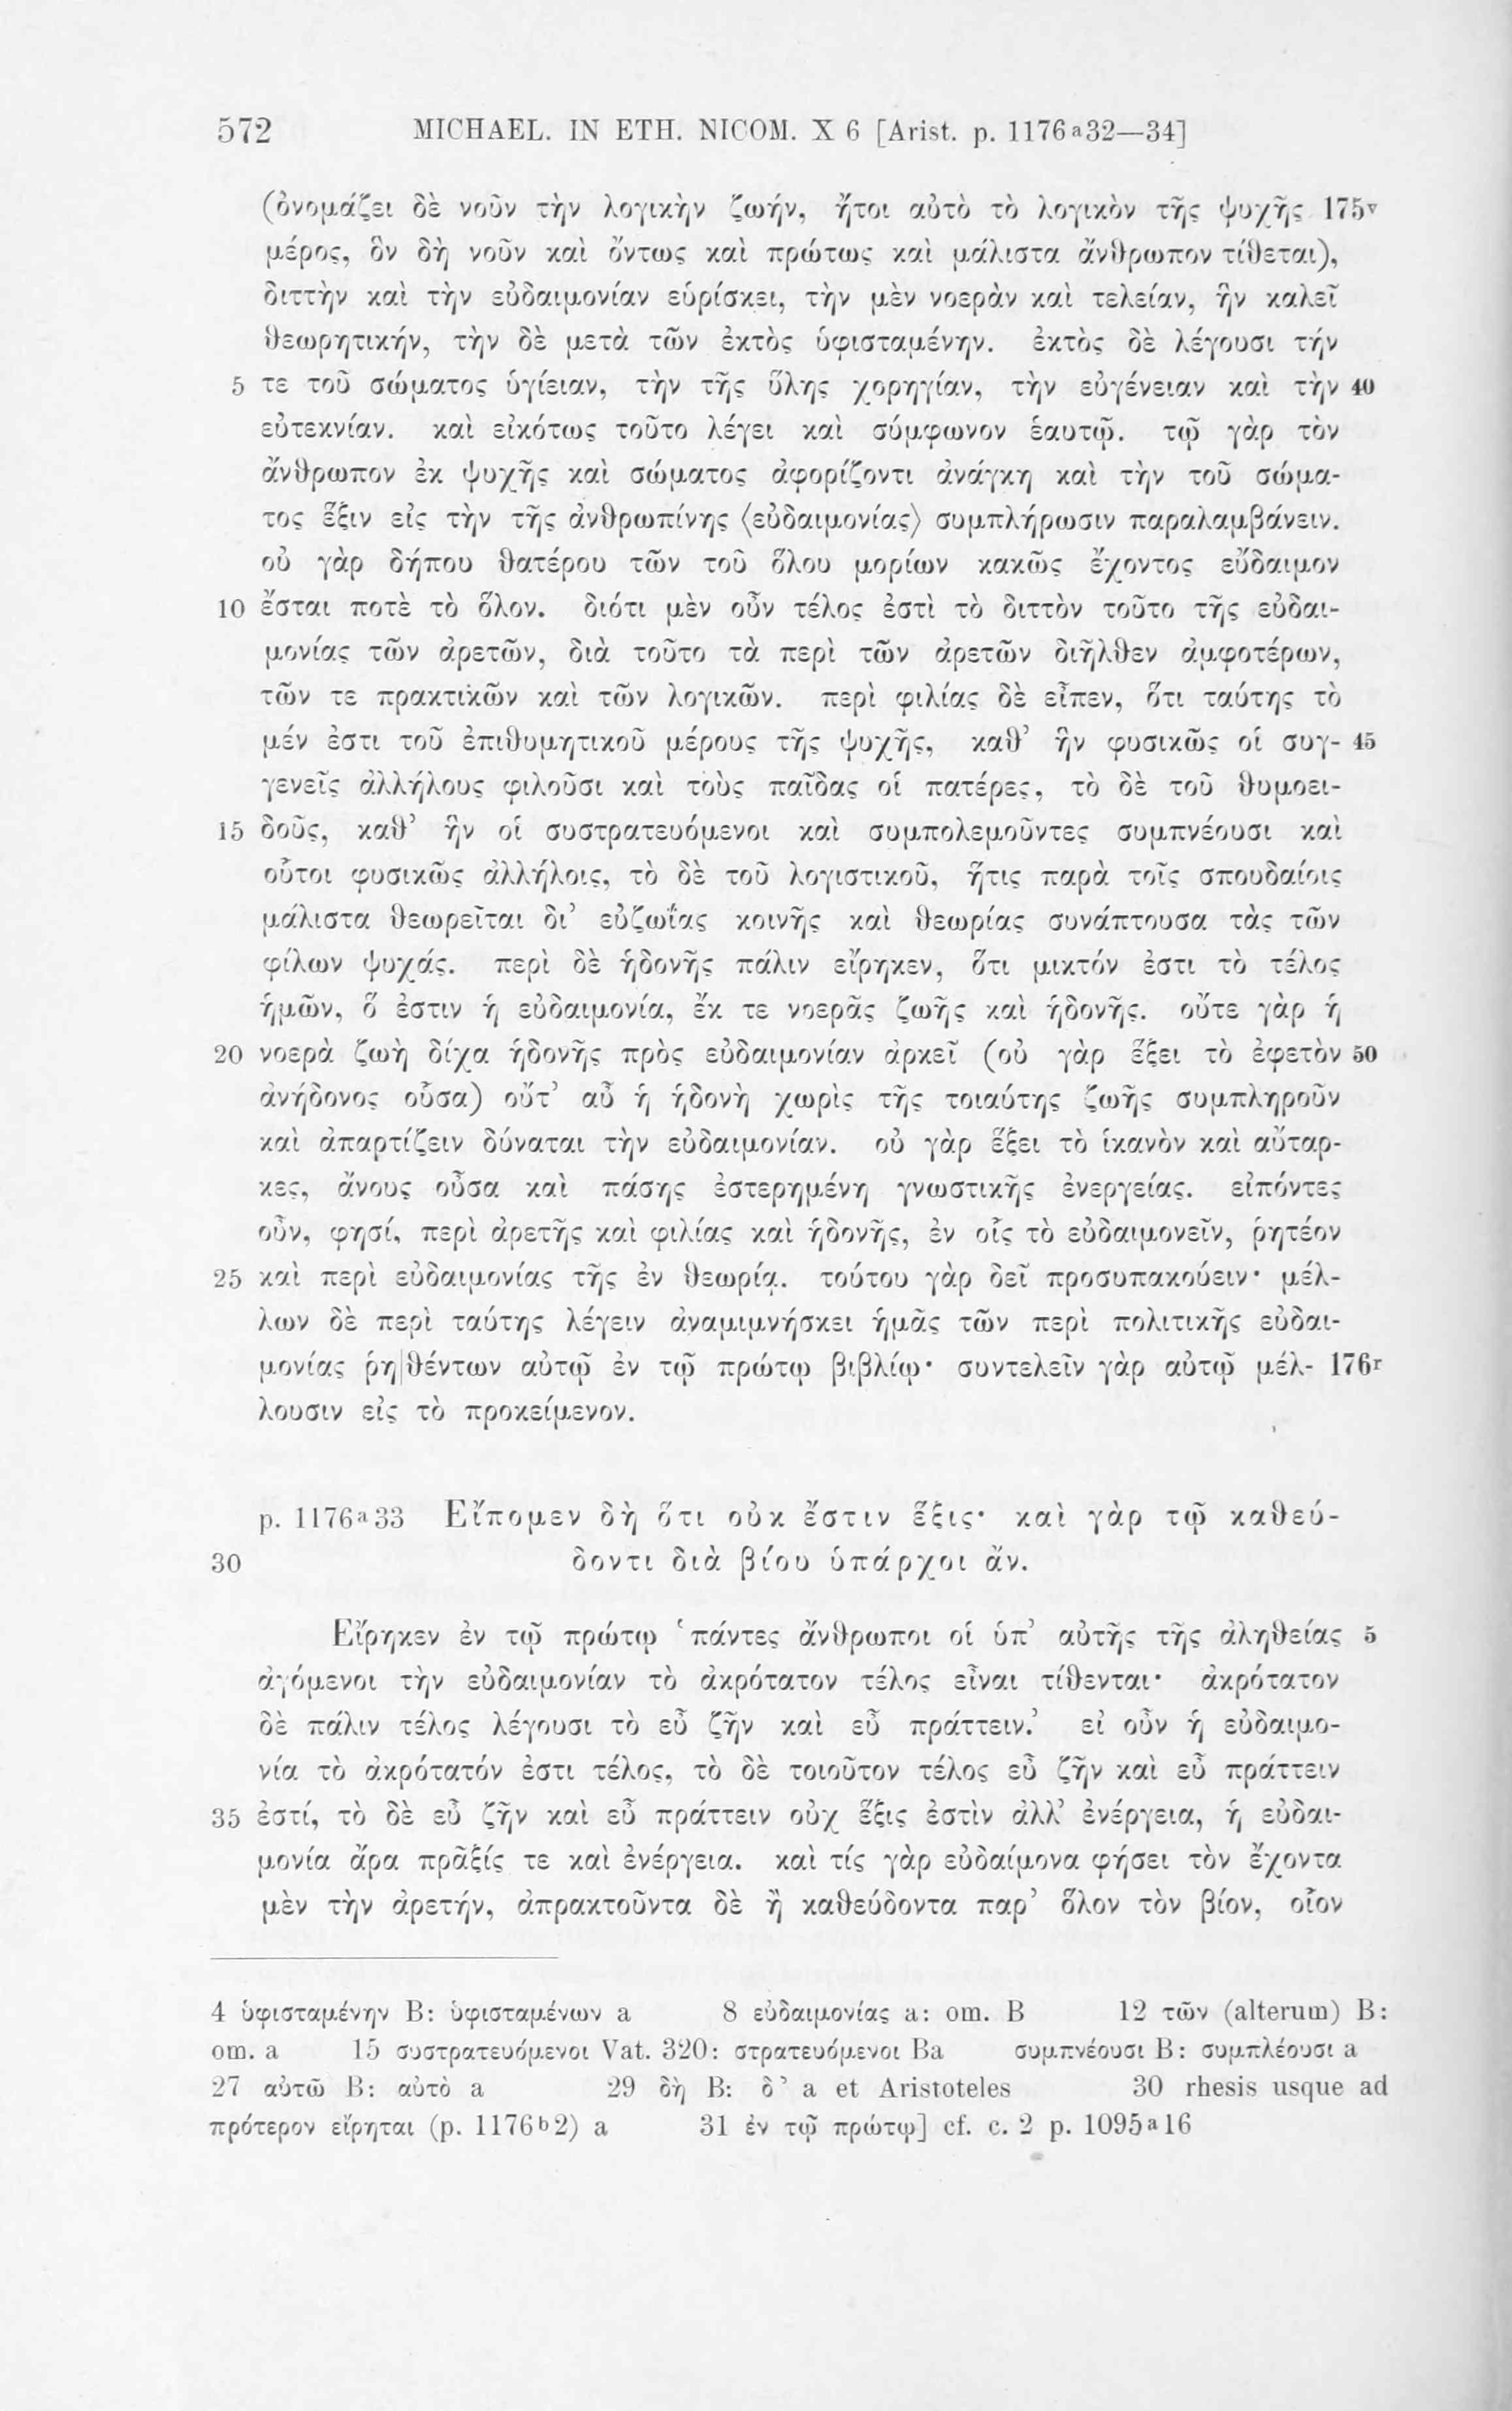 572 MICHAEL. IN ETH. NICOM. X 6 [Arist. p. 1176a32—34]
(ὀνομάζει δὲ νοῦν τὴν λογικὴν ζωήν, ἤτοι αὐτὸ τὸ λογικὸν τῆς ψυχῆς 175v
μέρος, ὃν δὴ νοῦν καὶ ὄντως καὶ πρώτως καὶ μάλιστα ἄνθρωπον τίθεται),
διττὴν καὶ τὴν εὐδαιμονίαν εὑρίσκει, τὴν μὲν νοερὰν καὶ τελείαν, ἣν καλεῖ
θεωρητικήν, τὴν δὲ μετὰ τῶν ἐκτὸς ὑφισταμένην. ἐκτὸς δὲ λέγουσι τήν
5 τε τοῦ σώματος ὑγίειαν, τὴν τῆς ὕλης χορηγίαν, τὴν εὐγένειαν καὶ τὴν 40
εὐτεκνίαν. καὶ εἰκότως τοῦτο λέγει καὶ σύμφωνον ἑαυτῷ. τῷ γὰρ τὸν
ἄνθρωπον ἐκ ψυχῆς καὶ σώματος ἀφορίζοντι ἀνάγκη καὶ τὴν τοῦ σώμα-
τος ἕξιν εἰς τὴν τῆς ἀνθρωπίνης ⟨εὐδαιμονίας⟩ συμπλήρωσιν παραλαμβάνειν.
οὐ γὰρ δήπου θατέρου τῶν τοῦ ὅλου μορίων κακῶς ἔχοντος εὔδαιμον
10 ἔσται ποτὲ τὸ ὅλον. διότι μὲν οὖν τέλος ἐστὶ τὸ διττὸν τοῦτο τῆς εὐδαι-
μονίας τῶν ἀρετῶν, διὰ τοῦτο τὰ περὶ τῶν ἀρετῶν διῆλθεν ἀμφοτέρων,
τῶν τε πρακτικῶν καὶ τῶν λογικῶν. περὶ φιλίας δὲ εἶπεν, ὅτι ταύτης τὸ
μέν ἐστι τοῦ ἐπιθυμητικοῦ μέρους τῆς ψυχῆς, καθ’ ἣν φυσικῶς οἱ συγ- 45
γενεῖς ἀλλήλους φιλοῦσι καὶ τοὺς παῖδας οἱ πατέρες, τὸ δὲ τοῦ θυμοει-
15 δοῦς, καθ’ ἣν οἱ συστρατευόμενοι καὶ συμπολεμοῦντες συμπνέουσι καὶ
οὗτοι φυσικῶς ἀλλήλοις, τὸ δὲ τοῦ λογιστικοῦ, ἥτις παρὰ τοῖς σπουδαίοις
μάλιστα θεωρεῖται δι’ εὐζωΐας κοινῆς καὶ θεωρίας συνάπτουσα τὰς τῶν
φίλων ψυχάς. περὶ δὲ ἡδονῆς πάλιν εἴρηκεν, ὅτι μικτόν ἐστι τὸ τέλος
ἡμῶν, ὅ ἐστιν ἡ εὐδαιμονία, ἔκ τε νοερᾶς ζωῆς καὶ ἡδονῆς. οὔτε γὰρ ἡ
20 νοερὰ ζωὴ δίχα ἡδονῆς πρὸς εὐδαιμονίαν ἀρκεῖ (οὐ γὰρ ἕξει τὸ ἐφετὸν 50
ἀνήδονος οὖσα) οὔτ’ αὖ ἡ ἡδονὴ χωρὶς τῆς τοιαύτης ζωῆς συμπληροῦν
καὶ ἀπαρτίζειν δύναται τὴν εὐδαιμονίαν. οὐ γὰρ ἕξει τὸ ἱκανὸν καὶ αὔταρ-
κες, ἄνους οὖσα καὶ πάσης ἐστερημένη γνωστικῆς ἐνεργείας. εἰπόντες
οὖν, φησί, περὶ ἀρετῆς καὶ φιλίας καὶ ἡδονῆς, ἐν οἷς τὸ εὐδαιμονεῖν, ῥητέον
25 καὶ περὶ εὐδαιμονίας τῆς ἐν θεωρίᾳ. τούτου γὰρ δεῖ προσυπακούειν· μέλ-
λων δὲ περὶ ταύτης λέγειν ἀναμιμνήσκει ἡμᾶς τῶν περὶ πολιτικῆς εὐδαι-
μονίας ῥη|θέντων αὐτῷ ἐν τῷ πρώτῳ βιβλίῳ· συντελεῖν γὰρ αὐτῷ μέλ- 176r
λουσιν εἰς τὸ προκείμενον.
p. 1176a33 Εἴπομεν δὴ ὅτι οὐκ ἔστιν ἕξις· καὶ γὰρ τῷ καθεύ-
30 δοντι διὰ βίου ὑπάρχοι ἄν.
Εἴρηκεν ἐν τῷ πρώτῳ ‘πάντες ἄνθρωποι οἱ ὑπ’ αὐτῆς τῆς ἀληθείας 5
ἀγόμενοι τὴν εὐδαιμονίαν τὸ ἀκρότατον τέλος εἶναι τίθενται· ἀκρότατον
δὲ πάλιν τέλος λέγουσι τὸ εὖ ζῆν καὶ εὖ πράττειν.’ εἰ οὖν ἡ εὐδαιμο-
νία τὸ ἀκρότατόν ἐστι τέλος, τὸ δὲ τοιοῦτον τέλος εὖ ζῆν καὶ εὖ πράττειν
35 ἐστί, τὸ δὲ εὖ ζῆν καὶ εὖ πράττειν οὐχ ἕξις ἐστὶν ἀλλ’ ἐνέργεια, ἡ εὐδαι-
μονία ἄρα πρᾶξίς τε καὶ ἐνέργεια. καὶ τίς γὰρ εὐδαίμονα φήσει τὸν ἔχοντα
μὲν τὴν ἀρετήν, ἀπρακτοῦντα δὲ ἢ καθεύδοντα παρ’ ὅλον τὸν βίον, οἷον
4 ὑφισταμένην B: ὑφισταμένων a 8 εὐδαιμονίας a: om. B 12 τῶν (alterum) B:
om. a 15 συστρατευόμενοι Vat. 320: στρατευόμενοι Ba συμπνέουσι B: συμπλέουσι a
27 αὐτῶ B: αὐτὸ a 29 δὴ B: δ’ a et Aristoteles 30 rhesis usque ad
πρότερον εἴρηται (p. 1176b2) a 31 ἐν τῷ πρώτῳ] cf. c. 2 p. 1095a16